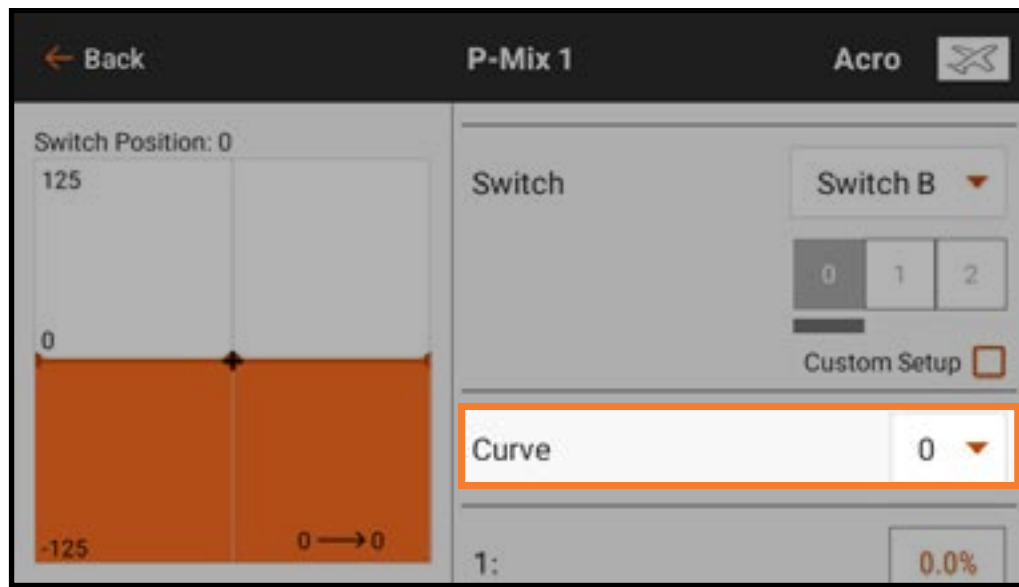 ← Back P-Mix 1 Acro
Switch Position: 0
125
0
-125 0 → 0
Switch Switch B
0 1 2
Custom Setup
Curve 0
1: 0.0%